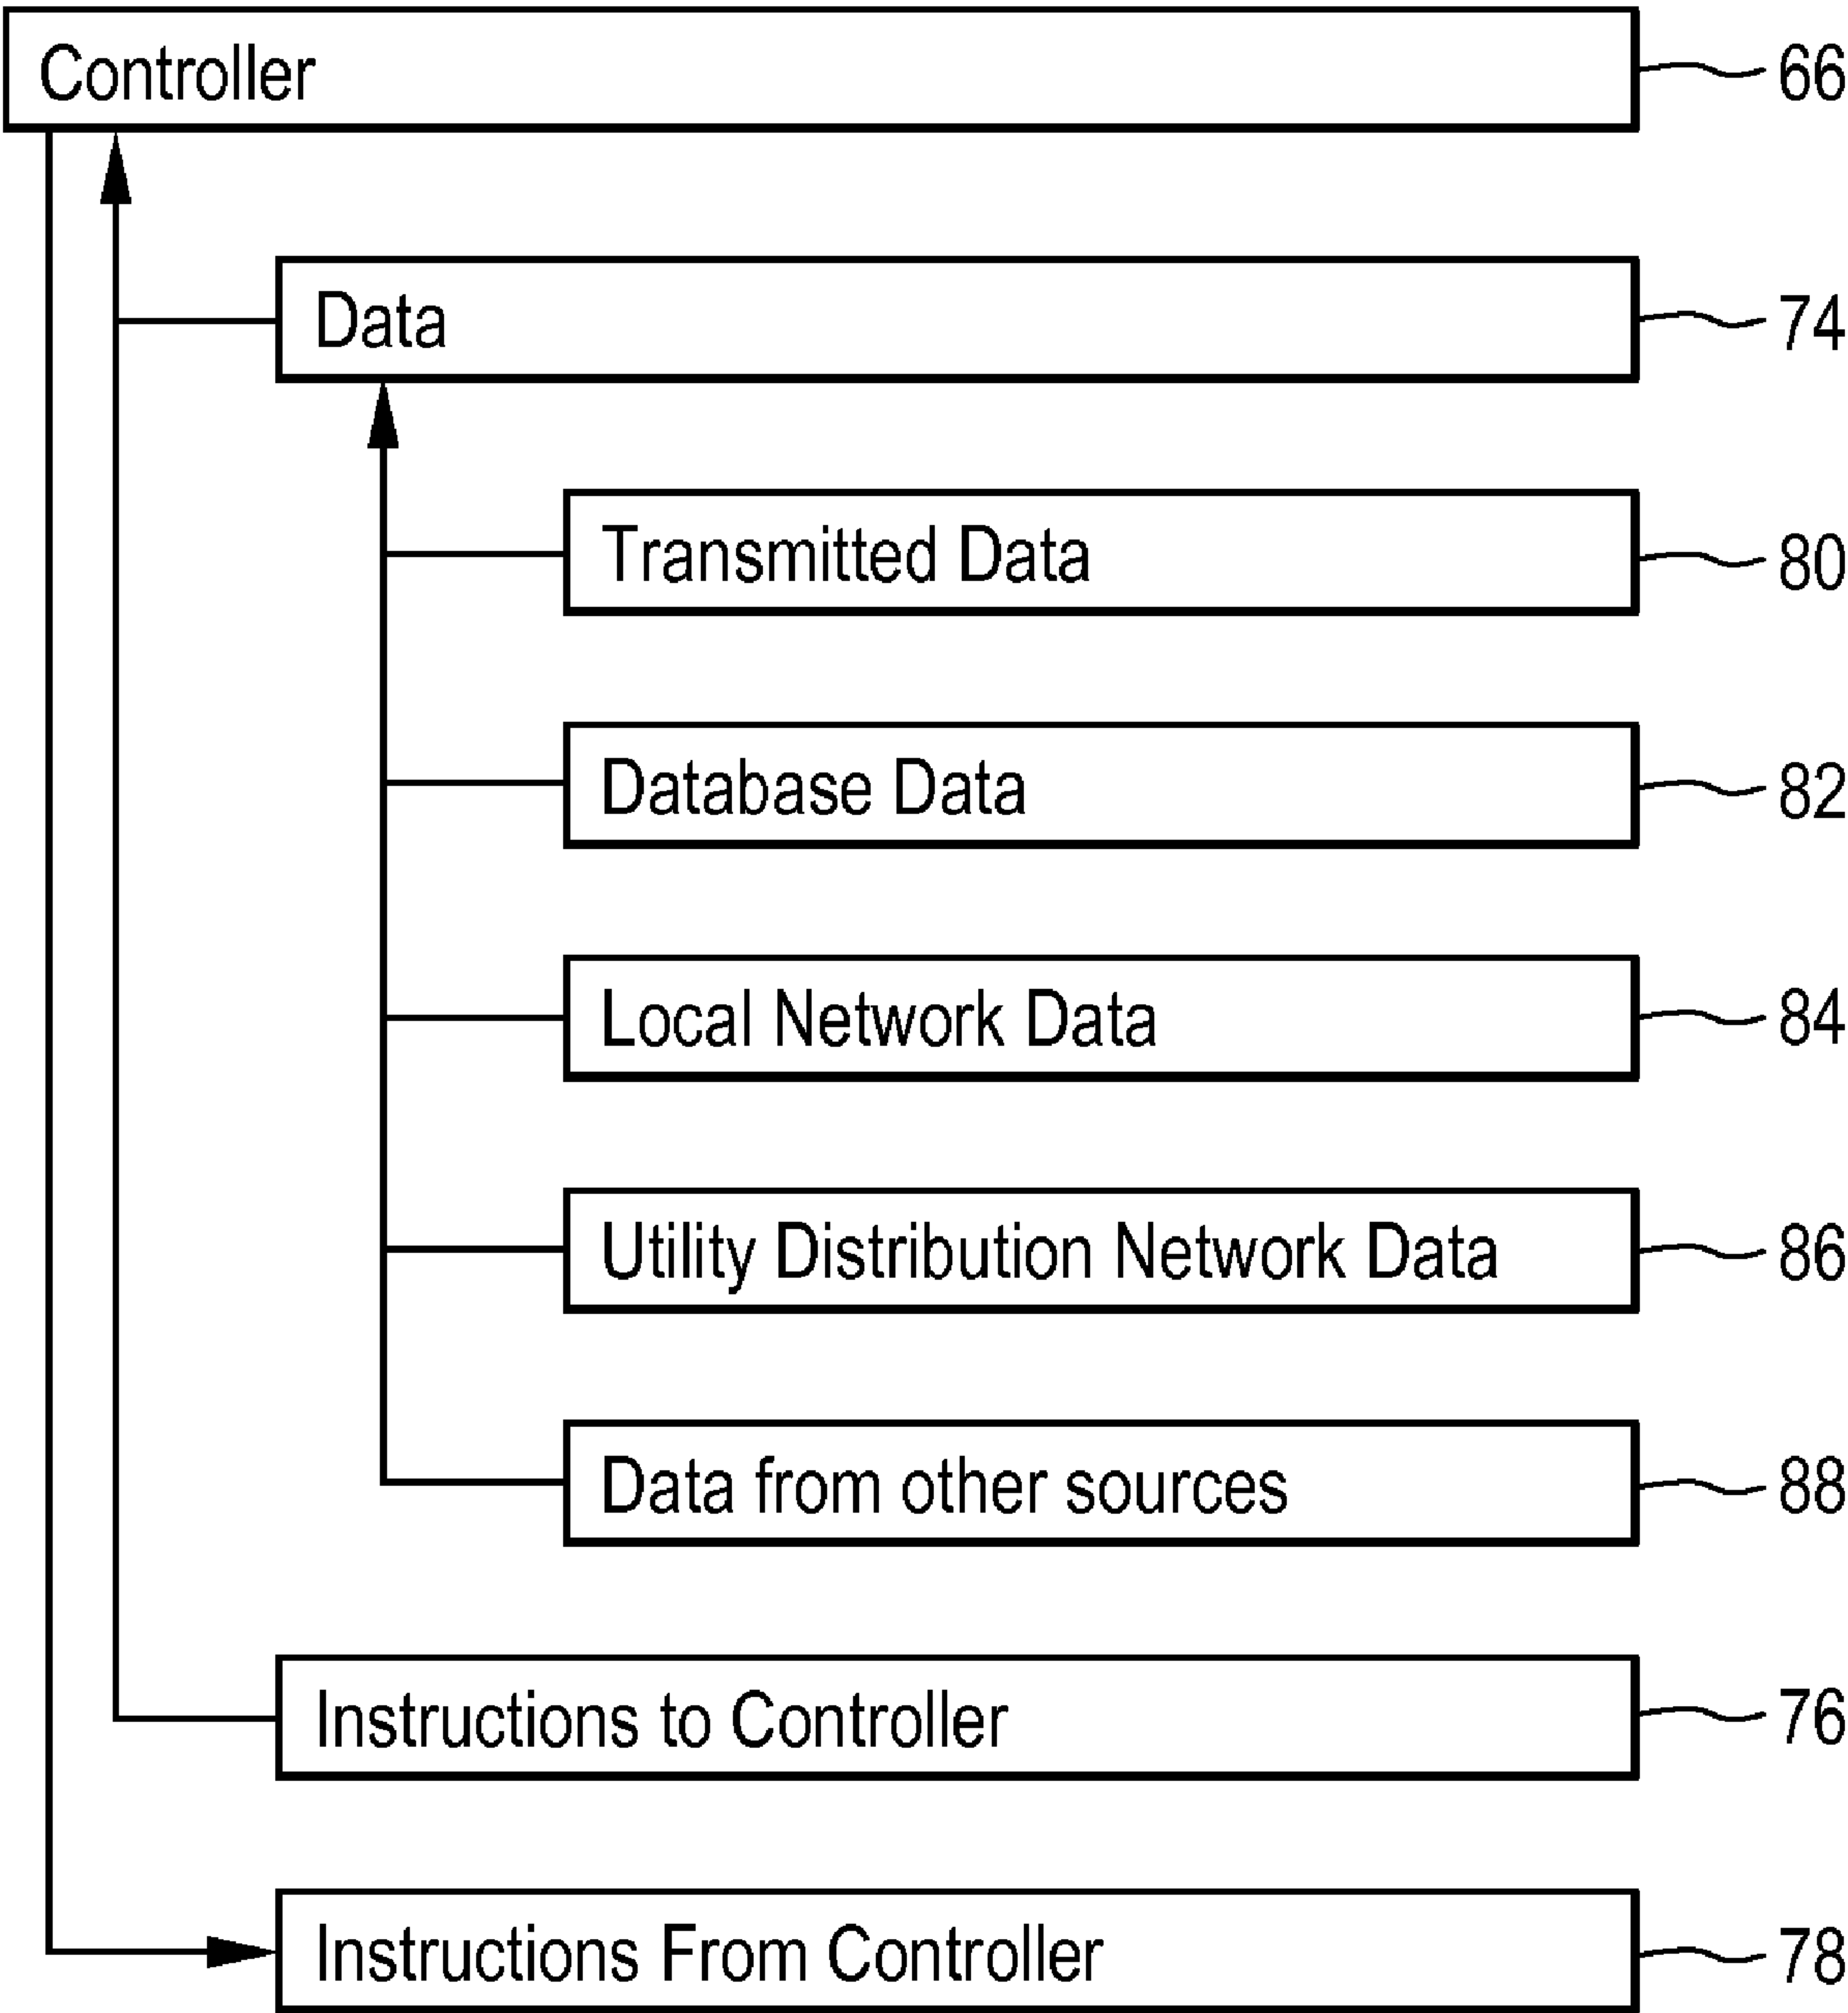 Controller 66
Data 74
Transmitted Data 80
Database Data 82
Local Network Data 84
Utility Distribution Network Data 86
Data from other sources 88
Instructions to Controller 76
Instructions From Controller 78